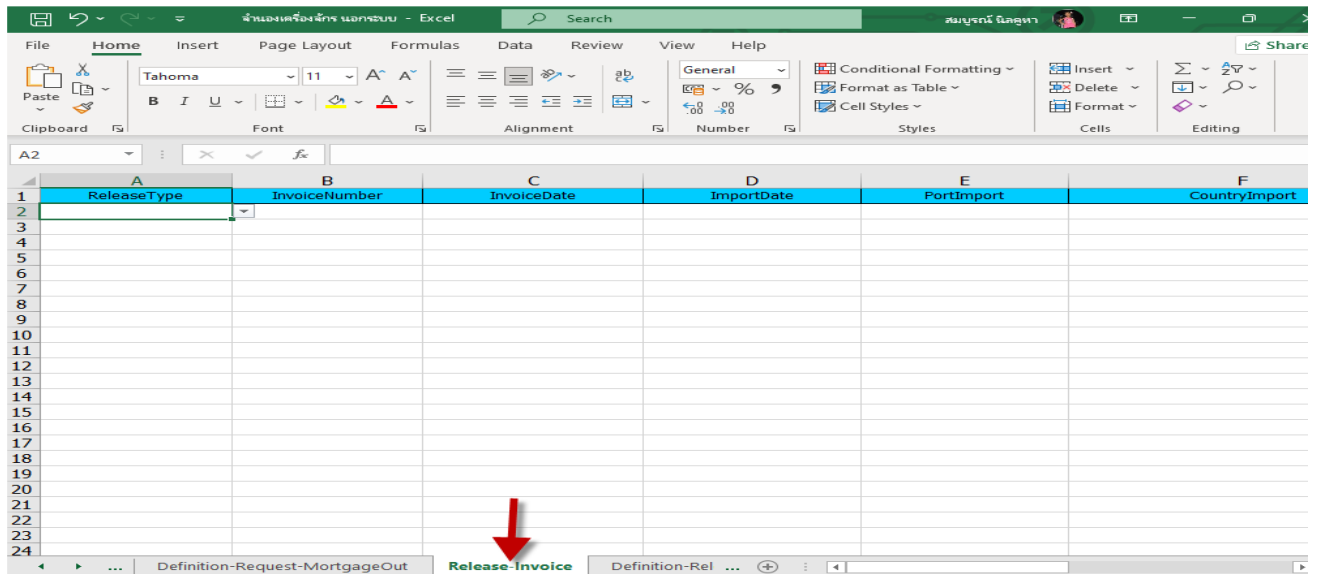 จำนองเครื่องจักร นอกระบบ - Excel Search สมบูรณ์ นิลคูหา
File Home Insert Page Layout Formulas Data Review View Help Share
Paste Tahoma 11 A^ A˅ ab General Conditional Formatting Insert Σ
B I U A % , Format as Table Delete
Cell Styles Format
Clipboard Font Alignment Number Styles Cells Editing
A2 fx
A B C D E F
1 ReleaseType InvoiceNumber InvoiceDate ImportDate PortImport CountryImport
2
3
4
5
6
7
8
9
10
11
12
13
14
15
16
17
18
19
20
21
22
23
24
... Definition-Request-MortgageOut Release-Invoice Definition-Rel ...